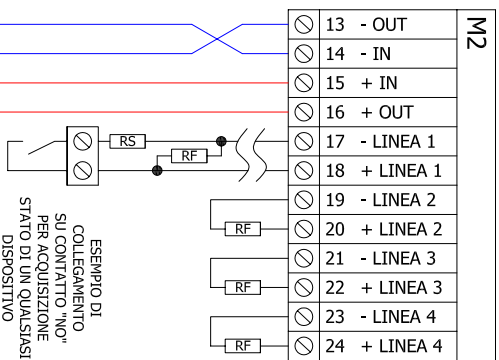 M2
13 - OUT
14 - IN
15 + IN
16 + OUT
17 - LINEA 1
18 + LINEA 1
19 - LINEA 2
20 + LINEA 2
21 - LINEA 3
22 + LINEA 3
23 - LINEA 4
24 + LINEA 4
RS
RF
RF
RF
RF
ESEMPIO DI
COLLEGAMENTO
SU CONTATTO "NO"
PER ACQUISIZIONE
STATO DI UN QUALSIASI
DISPOSITIVO